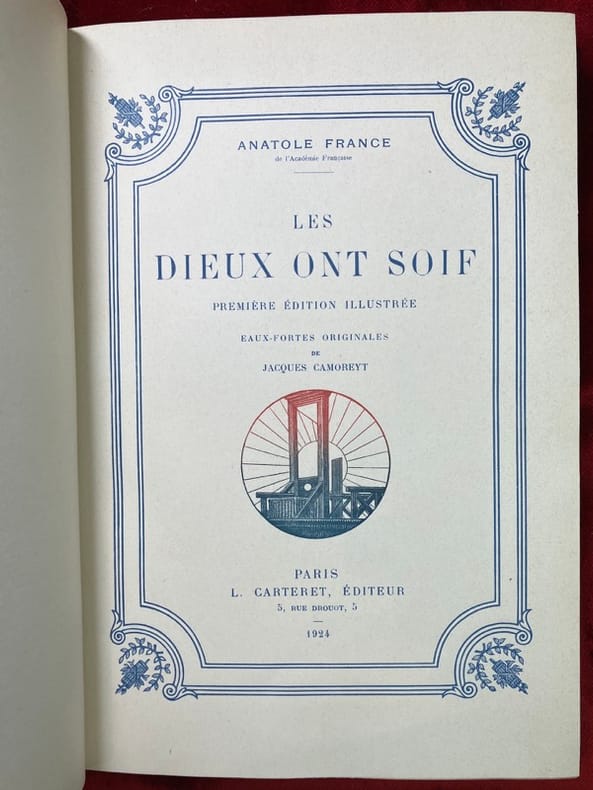 ANATOLE FRANCE
de l'Académie Française
LES
DIEUX ONT SOIF
PREMIÈRE ÉDITION ILLUSTRÉE
EAUX-FORTES ORIGINALES
DE
JACQUES CAMOREYT
PARIS
L. CARTERET, ÉDITEUR
5, RUE DROUOT, 5
1924